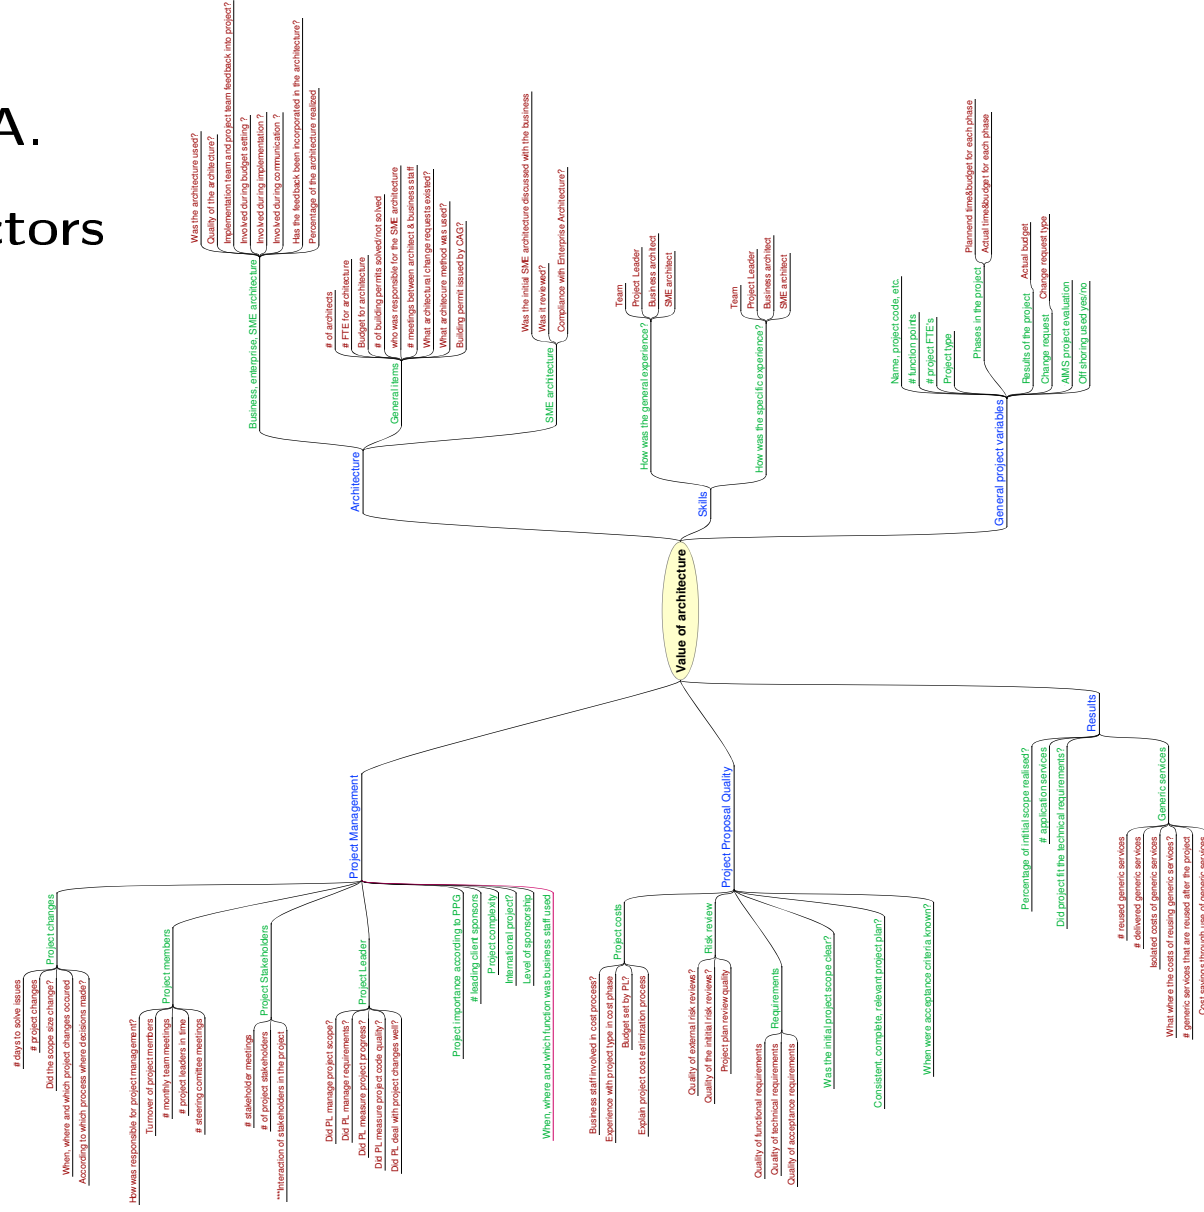 A.
ctors
Was the architecture used?
Quality of the architecture?
Implementation team and project team feedback into project?
Involved during budget setting ?
Involved during implementation ?
Involved during communication ?
Has the feedback been incorporated in the architecture?
Percentage of the architecture realized
Business, enterprise, SME architecture
# of architects
# FTE for architecture
Budget for architecture
# of building permits solved/not solved
who was responsible for the SME architecture
# meetings between architect & business staff
What architectural change requests existed?
What architecture method was used?
Building permit issued by CAG?
General items
Was the initial SME architecture discussed with the business
Was it reviewed?
Compliance with Enterprise Architecture?
SME architecture
Architecture
Team
Project Leader
Business architect
SME architect
How was the general experience?
Team
Project Leader
Business architect
SME architect
How was the specific experience?
Skills
Name, project code, etc.
# function points
# project FTE's
Project type
Plannend time&budget for each phase
Actual time&budget for each phase
Phases in the project
Actual budget
Results of the project
Change request type
Change request
AIMS project evaluation
Off shoring used yes/no
General project variables
Value of architecture
Project Management
Project changes
# days to solve issues
# project changes
Did the scope size change?
When, where and which project changes occured
According to which process where decisions made?
Project members
How was responsible for project management?
Turnover of project members
# monthly team meetings
# project leaders in time
# steering comittee meetings
Project Stakeholders
# stakeholder meetings
# of project stakeholders
***Interaction of stakeholders in the project
Project Leader
Did PL manage project scope?
Did PL manage requirements?
Did PL measure project progress?
Did PL measure project code quality?
Did PL deal with project changes well?
Project importance according to PPG
# leading client sponsors
Project complexity
International project?
Level of sponsorship
When, where and which function was business staff used
Project Proposal Quality
Project costs
Business staff involved in cost process?
Experience with project type in cost phase
Budget set by PL?
Explain project cost estimization process
Risk review
Quality of external risk reviews?
Quality of the intitial risk reviews?
Project plan review quality
Requirements
Quality of functional requirements
Quality of technical requirements
Quality of acceptance requirements
Was the initial project scope clear?
Consistent, complete, relevant project plan?
When were acceptance criteria known?
Results
Percentage of intitial scope realised?
# application services
Did project fit the technical requirements?
Generic services
# reused generic services
# delivered generic services
Isolated costs of generic services
What where the costs of reusing generic services?
# generic services that are reused after the project
Cost savings through use of generic services